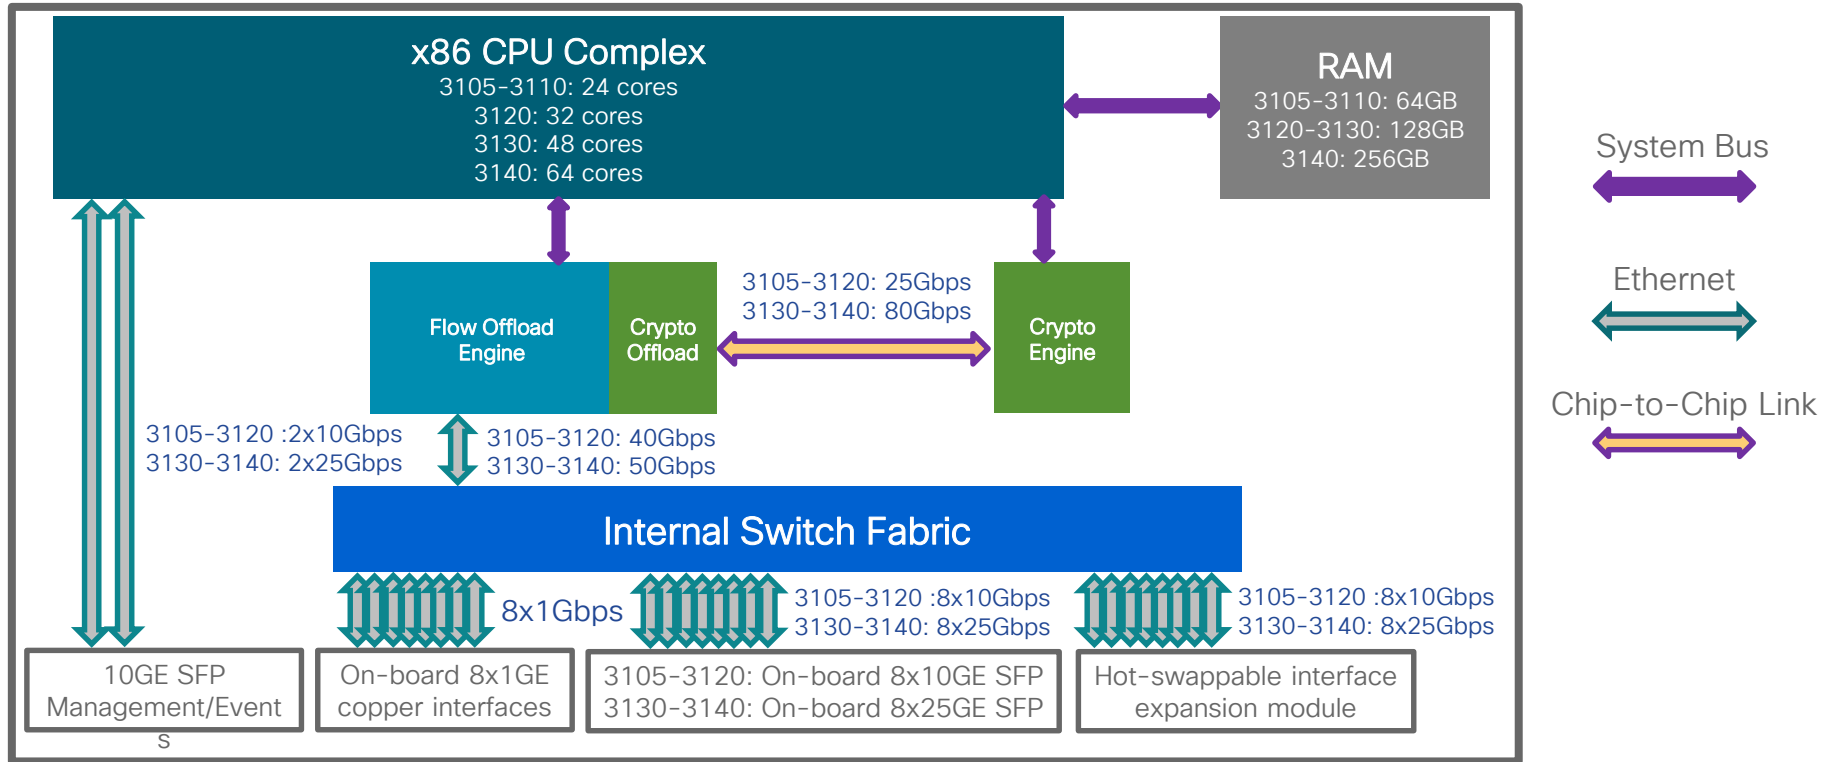 x86 CPU Complex
3105-3110: 24 cores
3120: 32 cores
3130: 48 cores
3140: 64 cores
RAM
3105-3110: 64GB
3120-3130: 128GB
3140: 256GB
System Bus
Ethernet
Chip-to-Chip Link
Flow Offload
Engine
Crypto
Offload
3105-3120: 25Gbps
3130-3140: 80Gbps
Crypto
Engine
3105-3120 :2x10Gbps
3130-3140: 2x25Gbps
3105-3120: 40Gbps
3130-3140: 50Gbps
Internal Switch Fabric
8x1Gbps
3105-3120 :8x10Gbps
3130-3140: 8x25Gbps
3105-3120 :8x10Gbps
3130-3140: 8x25Gbps
10GE SFP
Management/Event
s
On-board 8x1GE
copper interfaces
3105-3120: On-board 8x10GE SFP
3130-3140: On-board 8x25GE SFP
Hot-swappable interface
expansion module